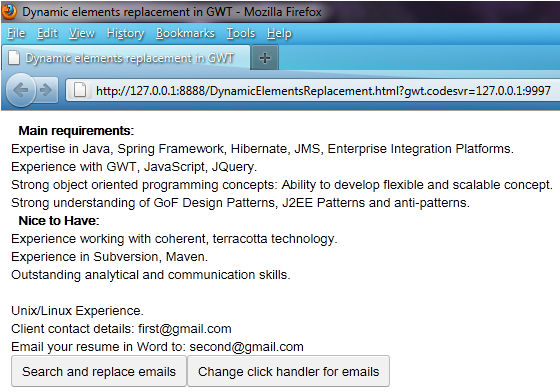 Dynamic elements replacement in GWT - Mozilla Firefox
File Edit View History Bookmarks Tools Help
Dynamic elements replacement in GWT
http://127.0.0.1:8888/DynamicElementsReplacement.html?gwt.codesvr=127.0.0.1:9997
Main requirements:
Expertise in Java, Spring Framework, Hibernate, JMS, Enterprise Integration Platforms.
Experience with GWT, JavaScript, JQuery.
Strong object oriented programming concepts: Ability to develop flexible and scalable concept.
Strong understanding of GoF Design Patterns, J2EE Patterns and anti-patterns.
Nice to Have:
Experience working with coherent, terracotta technology.
Experience in Subversion, Maven.
Outstanding analytical and communication skills.
Unix/Linux Experience.
Client contact details: first@gmail.com
Email your resume in Word to: second@gmail.com
Search and replace emails Change click handler for emails